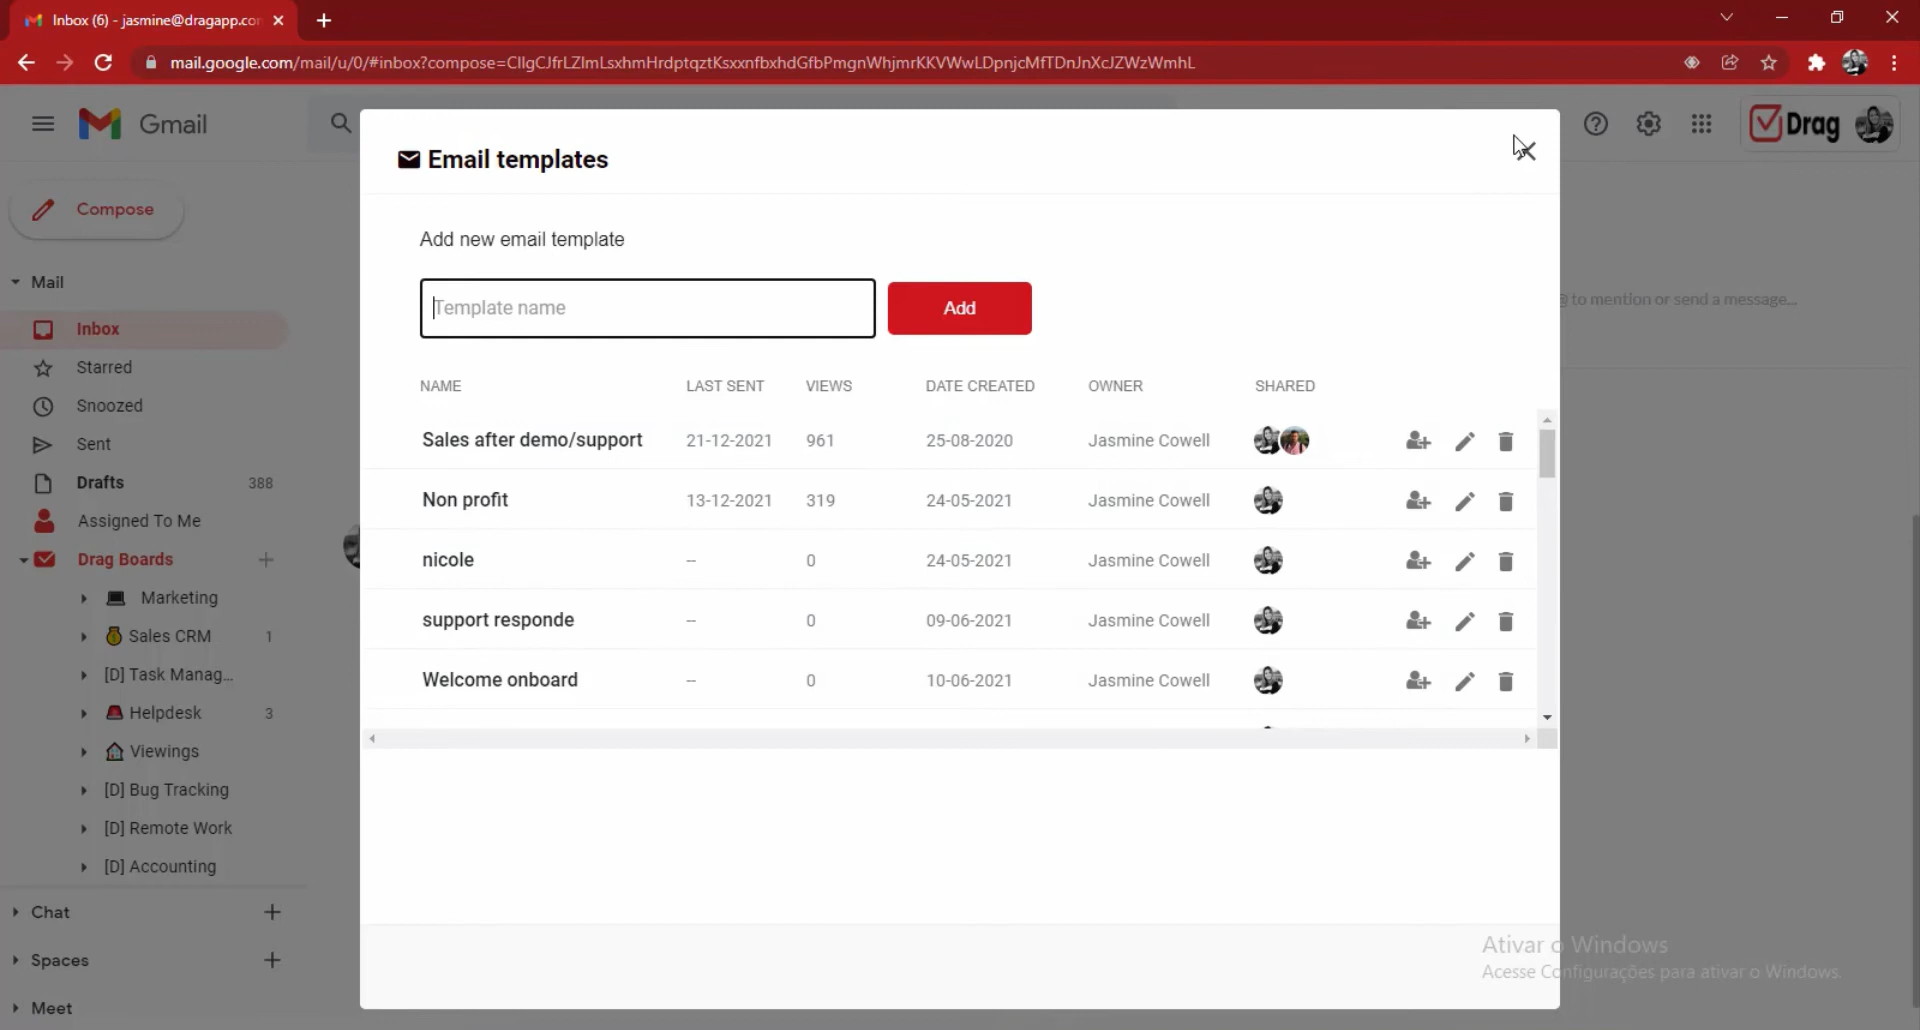 Inbox (6) - jasmine@dragapp.co
mail.google.com/mail/u/0/#inbox?compose=CllgCJfrLZlmLsxhmHrdptqztKsxxnfbxhdGfbPmgnWhjmrKKVWwLDpnjcMfTDnJnXcJZWzWmhL
Gmail
Drag
Email templates
Compose
Add new email template
Mail
Template name
Add
@ to mention or send a message...
Inbox
Starred
NAME LAST SENT VIEWS DATE CREATED OWNER SHARED
Snoozed
Sales after demo/support 21-12-2021 961 25-08-2020 Jasmine Cowell
Sent
Drafts 388
Non profit 13-12-2021 319 24-05-2021 Jasmine Cowell
Assigned To Me
Drag Boards
nicole -- 0 24-05-2021 Jasmine Cowell
Marketing
support responde -- 0 09-06-2021 Jasmine Cowell
Sales CRM 1
[D] Task Manag...
Welcome onboard -- 0 10-06-2021 Jasmine Cowell
Helpdesk 3
Viewings
[D] Bug Tracking
[D] Remote Work
[D] Accounting
Chat
Spaces
Meet
Ativar o Windows
Acesse Configurações para ativar o Windows.